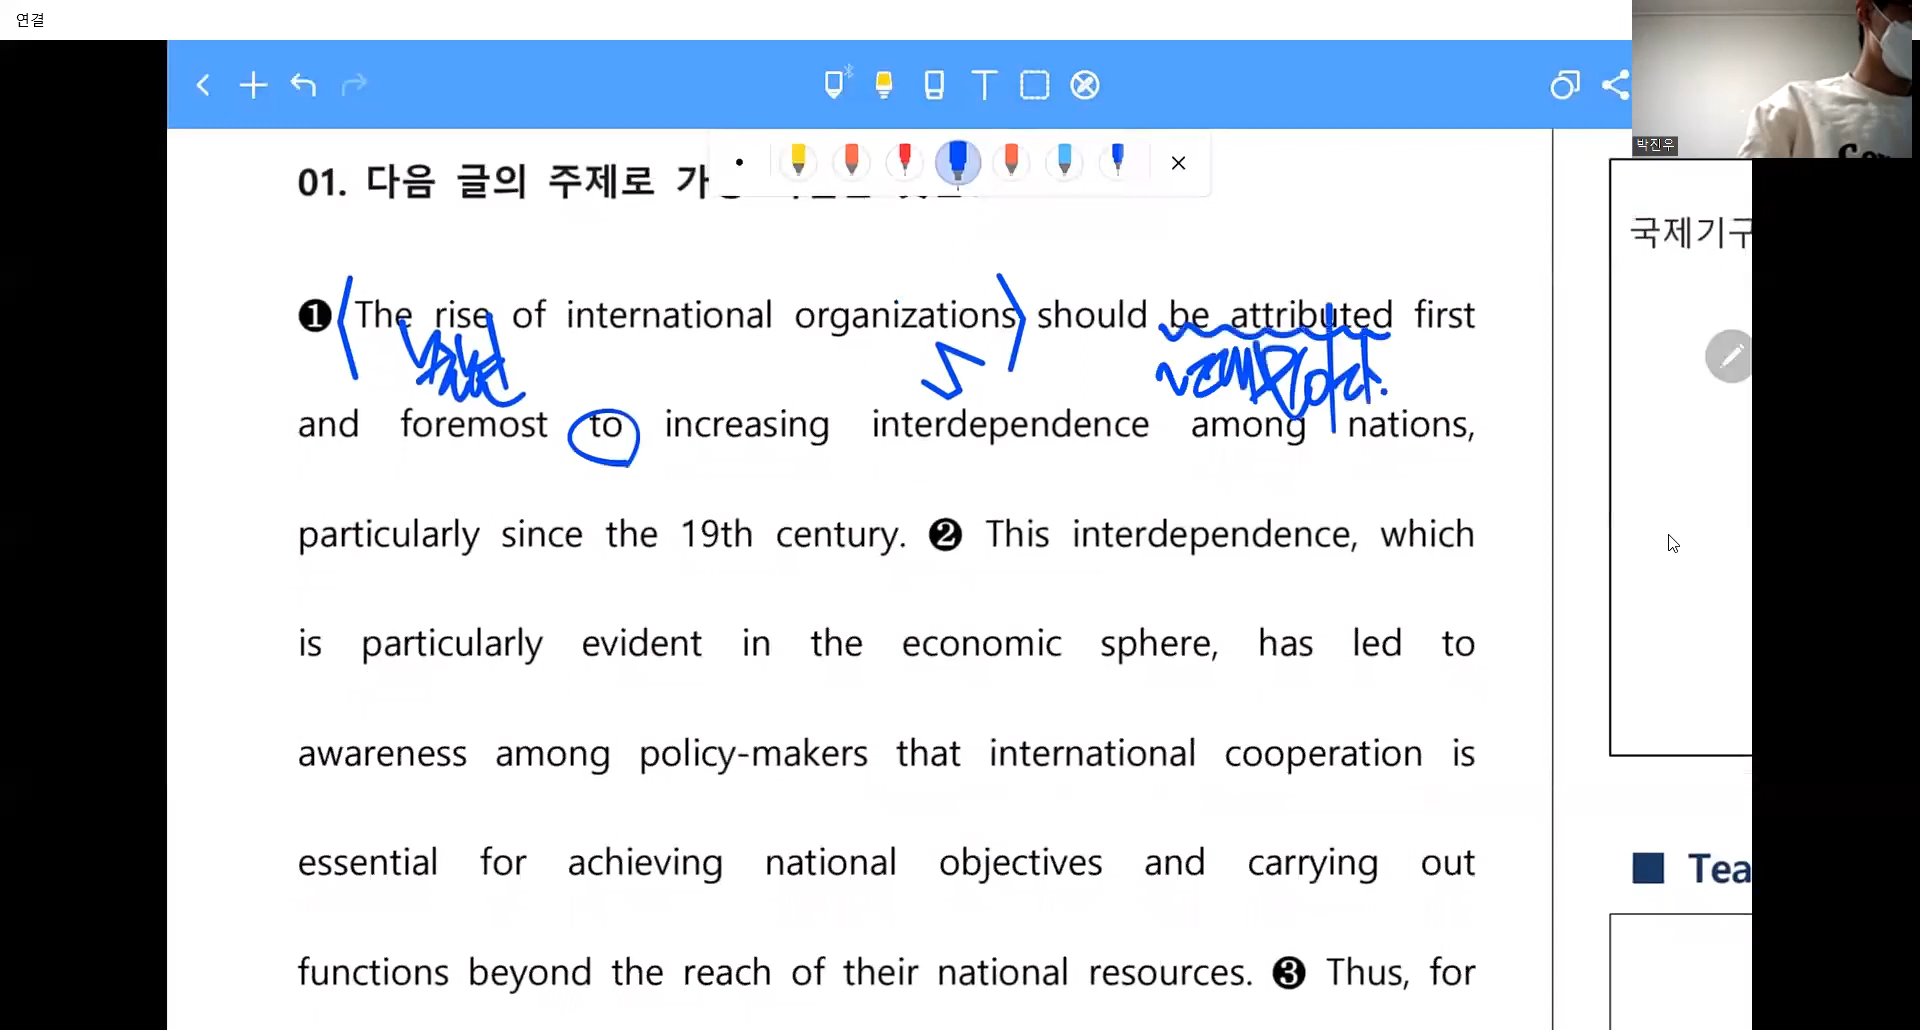 연결
박진우
01. 다음 글의 주제로
국제기구
❶ The rise of international organizations should be attributed first
and foremost to increasing interdependence among nations,
particularly since the 19th century. ❷ This interdependence, which
is particularly evident in the economic sphere, has led to
awareness among policy-makers that international cooperation is
essential for achieving national objectives and carrying out
functions beyond the reach of their national resources. ❸ Thus, for
■ Tea